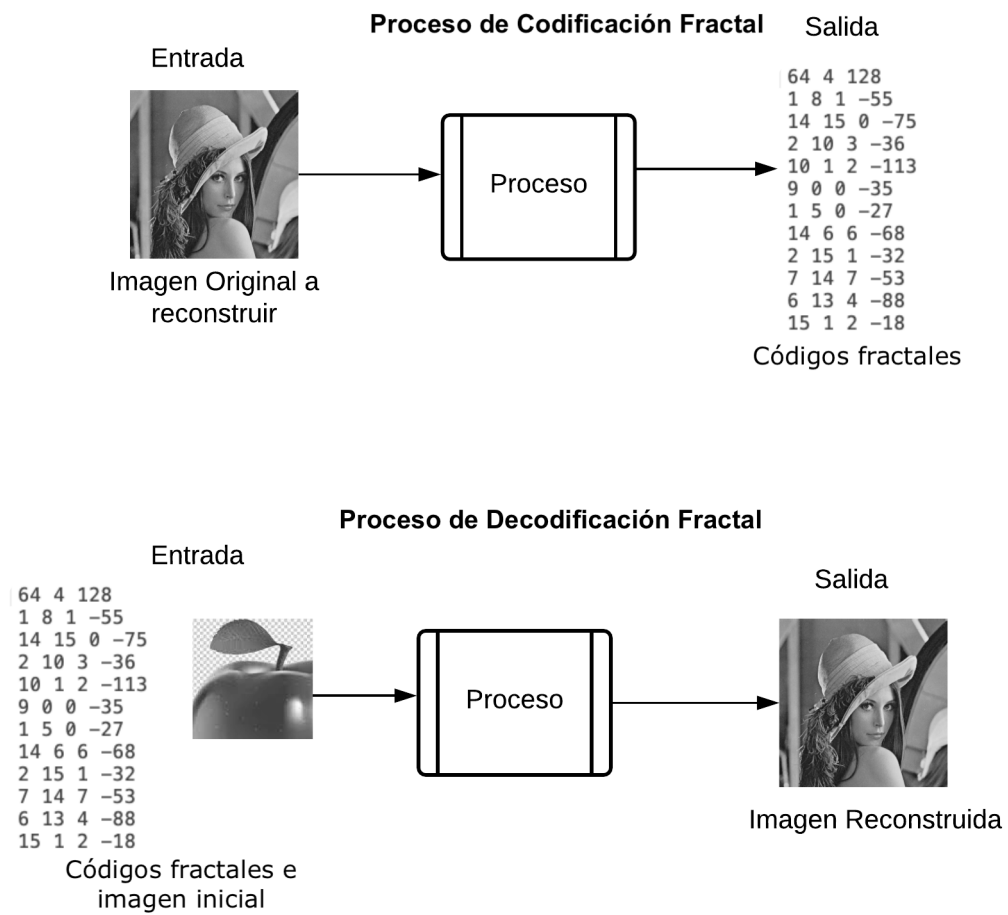 Proceso de Codificación Fractal
Entrada
Salida
Proceso
64 4 128
1 8 1 -55
14 15 0 -75
2 10 3 -36
10 1 2 -113
9 0 0 -35
1 5 0 -27
14 6 6 -68
2 15 1 -32
7 14 7 -53
6 13 4 -88
15 1 2 -18
Imagen Original a
reconstruir
Códigos fractales
Proceso de Decodificación Fractal
Entrada
Salida
64 4 128
1 8 1 -55
14 15 0 -75
2 10 3 -36
10 1 2 -113
9 0 0 -35
1 5 0 -27
14 6 6 -68
2 15 1 -32
7 14 7 -53
6 13 4 -88
15 1 2 -18
Proceso
Códigos fractales e
imagen inicial
Imagen Reconstruida